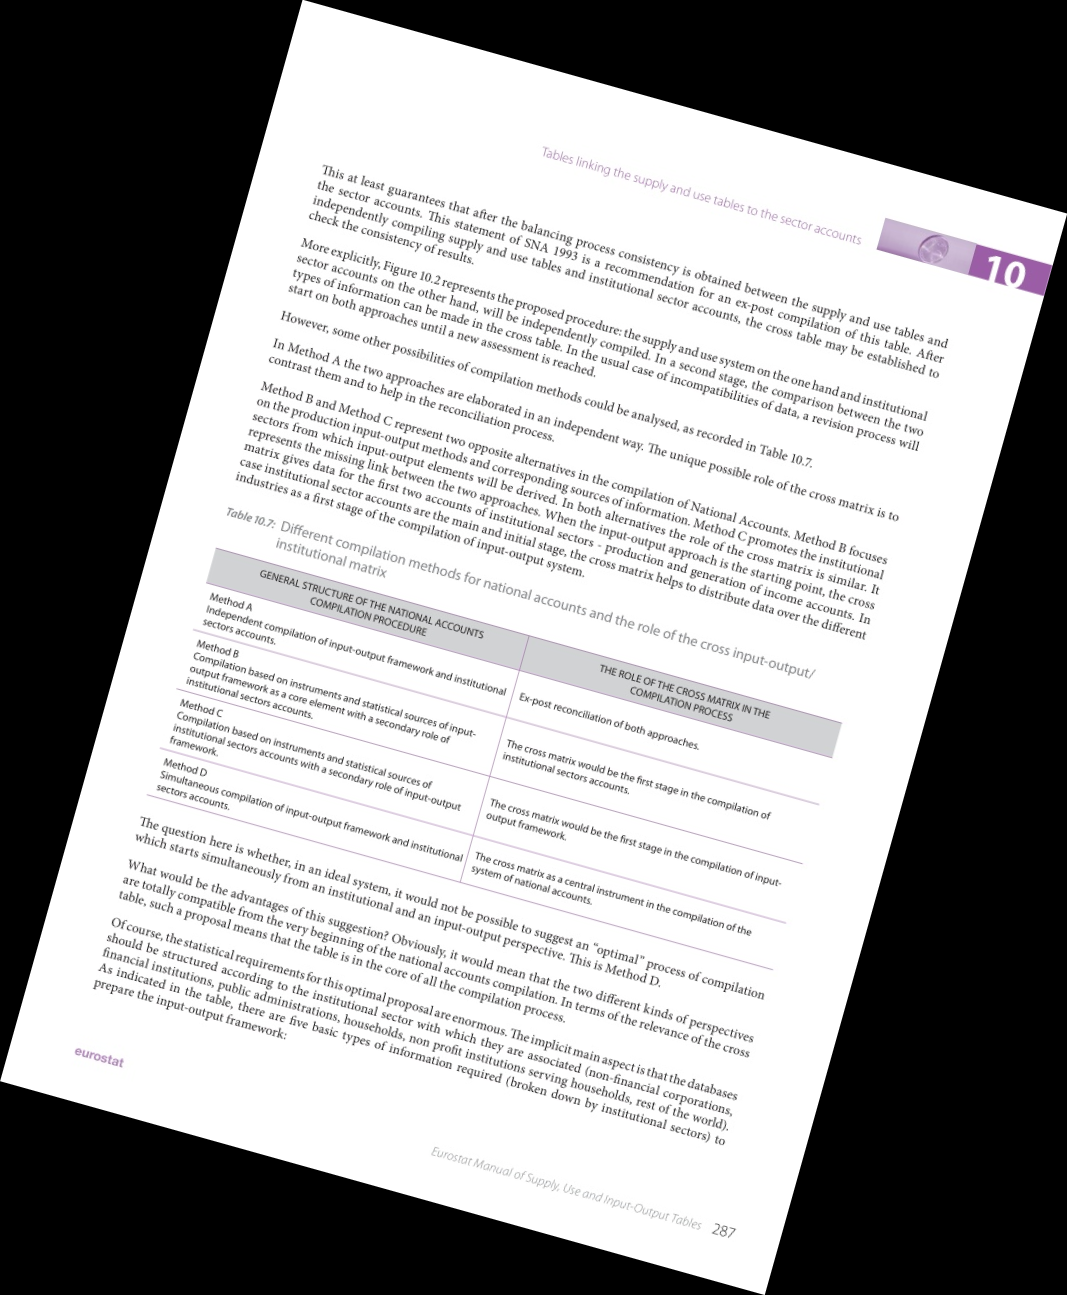 Tables linking the supply and use tables to the sector accounts
10
This at least guarantees that after the balancing process consistency is obtained between the supply and use tables and
the sector accounts. This statement of SNA 1993 is a recommendation for an ex-post compilation of this table. After
independently compiling supply and use tables and institutional sector accounts, the cross table may be established to
check the consistency of results.
More explicitly, Figure 10.2 represents the proposed procedure: the supply and use system on the one hand and institutional
sector accounts on the other hand, will be independently compiled. In a second stage, the comparison between the two
types of information can be made in the cross table. In the usual case of incompatibilities of data, a revision process will
start on both approaches until a new assessment is reached.
However, some other possibilities of compilation methods could be analysed, as recorded in Table 10.7.
In Method A the two approaches are elaborated in an independent way. The unique possible role of the cross matrix is to
contrast them and to help in the reconciliation process.
Method B and Method C represent two opposite alternatives in the compilation of National Accounts. Method B focuses
on the production input-output methods and corresponding sources of information. Method C promotes the institutional
sectors from which input-output elements will be derived. In both alternatives the role of the cross matrix is similar. It
represents the missing link between the two approaches. When the input-output approach is the starting point, the cross
matrix gives data for the first two accounts of institutional sectors - production and generation of income accounts. In
case institutional sector accounts are the main and initial stage, the cross matrix helps to distribute data over the different
industries as a first stage of the compilation of input-output system.
Table 10.7: Different compilation methods for national accounts and the role of the cross input-output/
institutional matrix
GENERAL STRUCTURE OF THE NATIONAL ACCOUNTS
COMPILATION PROCEDURE
THE ROLE OF THE CROSS MATRIX IN THE
COMPILATION PROCESS
Method A
Independent compilation of input-output framework and institutional
sectors accounts.
Ex-post reconciliation of both approaches.
Method B
Compilation based on instruments and statistical sources of input-
output framework as a core element with a secondary role of
institutional sectors accounts.
The cross matrix would be the first stage in the compilation of
institutional sectors accounts.
Method C
Compilation based on instruments and statistical sources of
institutional sectors accounts with a secondary role of input-output
framework.
The cross matrix would be the first stage in the compilation of input-
output framework.
Method D
Simultaneous compilation of input-output framework and institutional
sectors accounts.
The cross matrix as a central instrument in the compilation of the
system of national accounts.
The question here is whether, in an ideal system, it would not be possible to suggest an “optimal” process of compilation
which starts simultaneously from an institutional and an input-output perspective. This is Method D.
What would be the advantages of this suggestion? Obviously, it would mean that the two different kinds of perspectives
are totally compatible from the very beginning of the national accounts compilation. In terms of the relevance of the cross
table, such a proposal means that the table is in the core of all the compilation process.
Of course, the statistical requirements for this optimal proposal are enormous. The implicit main aspect is that the databases
should be structured according to the institutional sector with which they are associated (non-financial corporations,
financial institutions, public administrations, households, non profit institutions serving households, rest of the world).
As indicated in the table, there are five basic types of information required (broken down by institutional sectors) to
prepare the input-output framework:
eurostat
Eurostat Manual of Supply, Use and Input-Output Tables 287